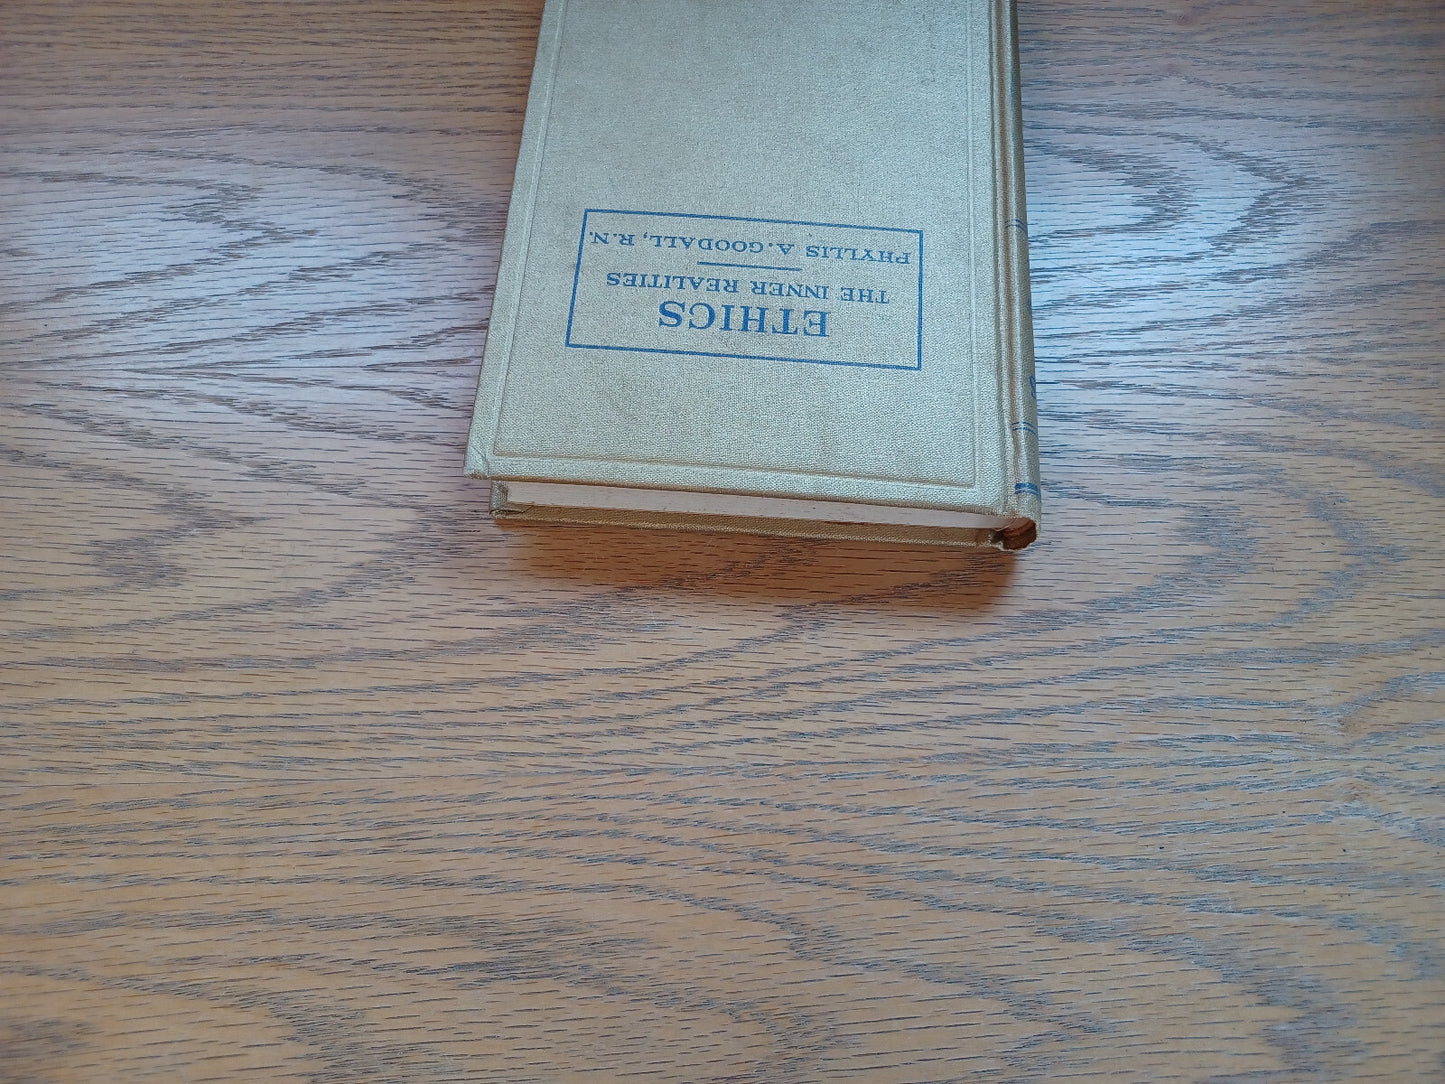 ETHICS
THE INNER REALITIES
PHYLLIS A. GOODALL, R.N.